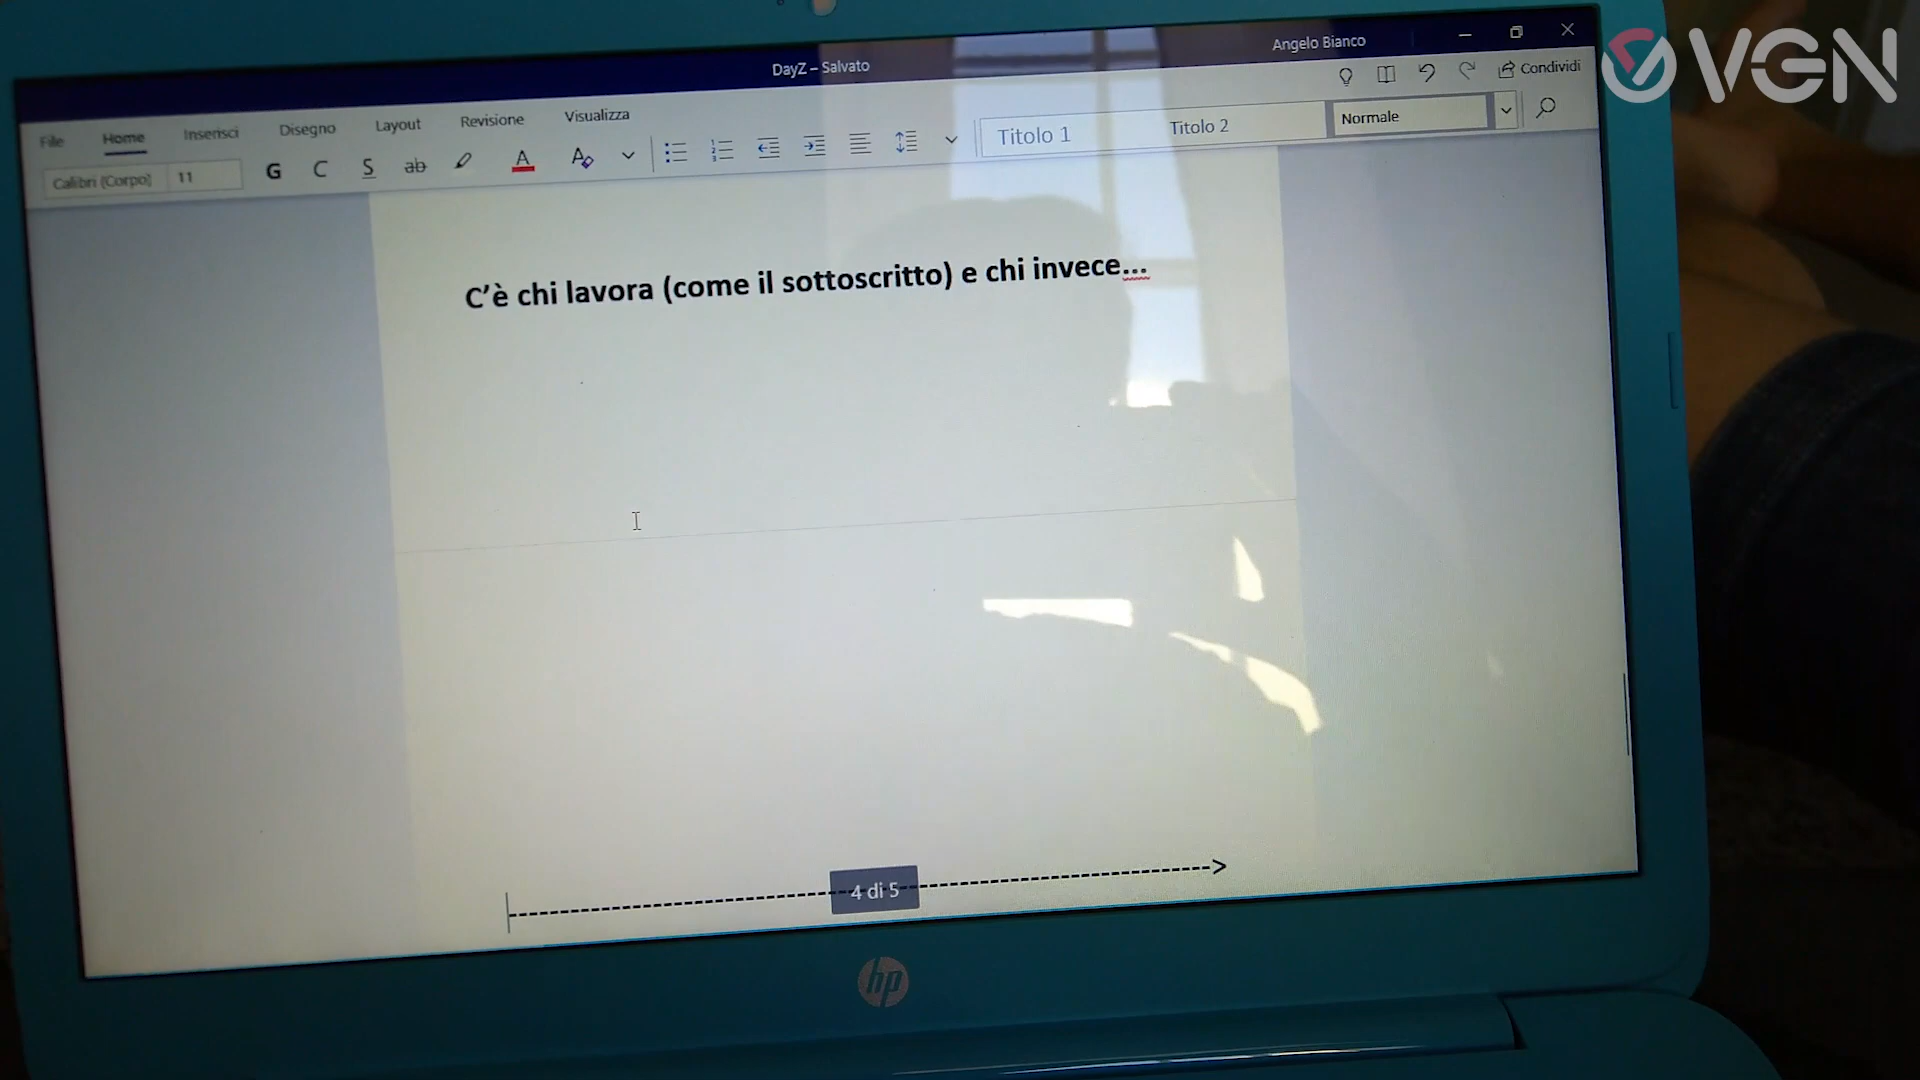 VGN
DayZ – Salvato
Angelo Bianco
File Home Inserisci Disegno Layout Revisione Visualizza
Condividi
Calibri (Corpo) 11 G C S ab A A
Titolo 1 Titolo 2 Normale
C’è chi lavora (come il sottoscritto) e chi invece...
4 di 5
hp